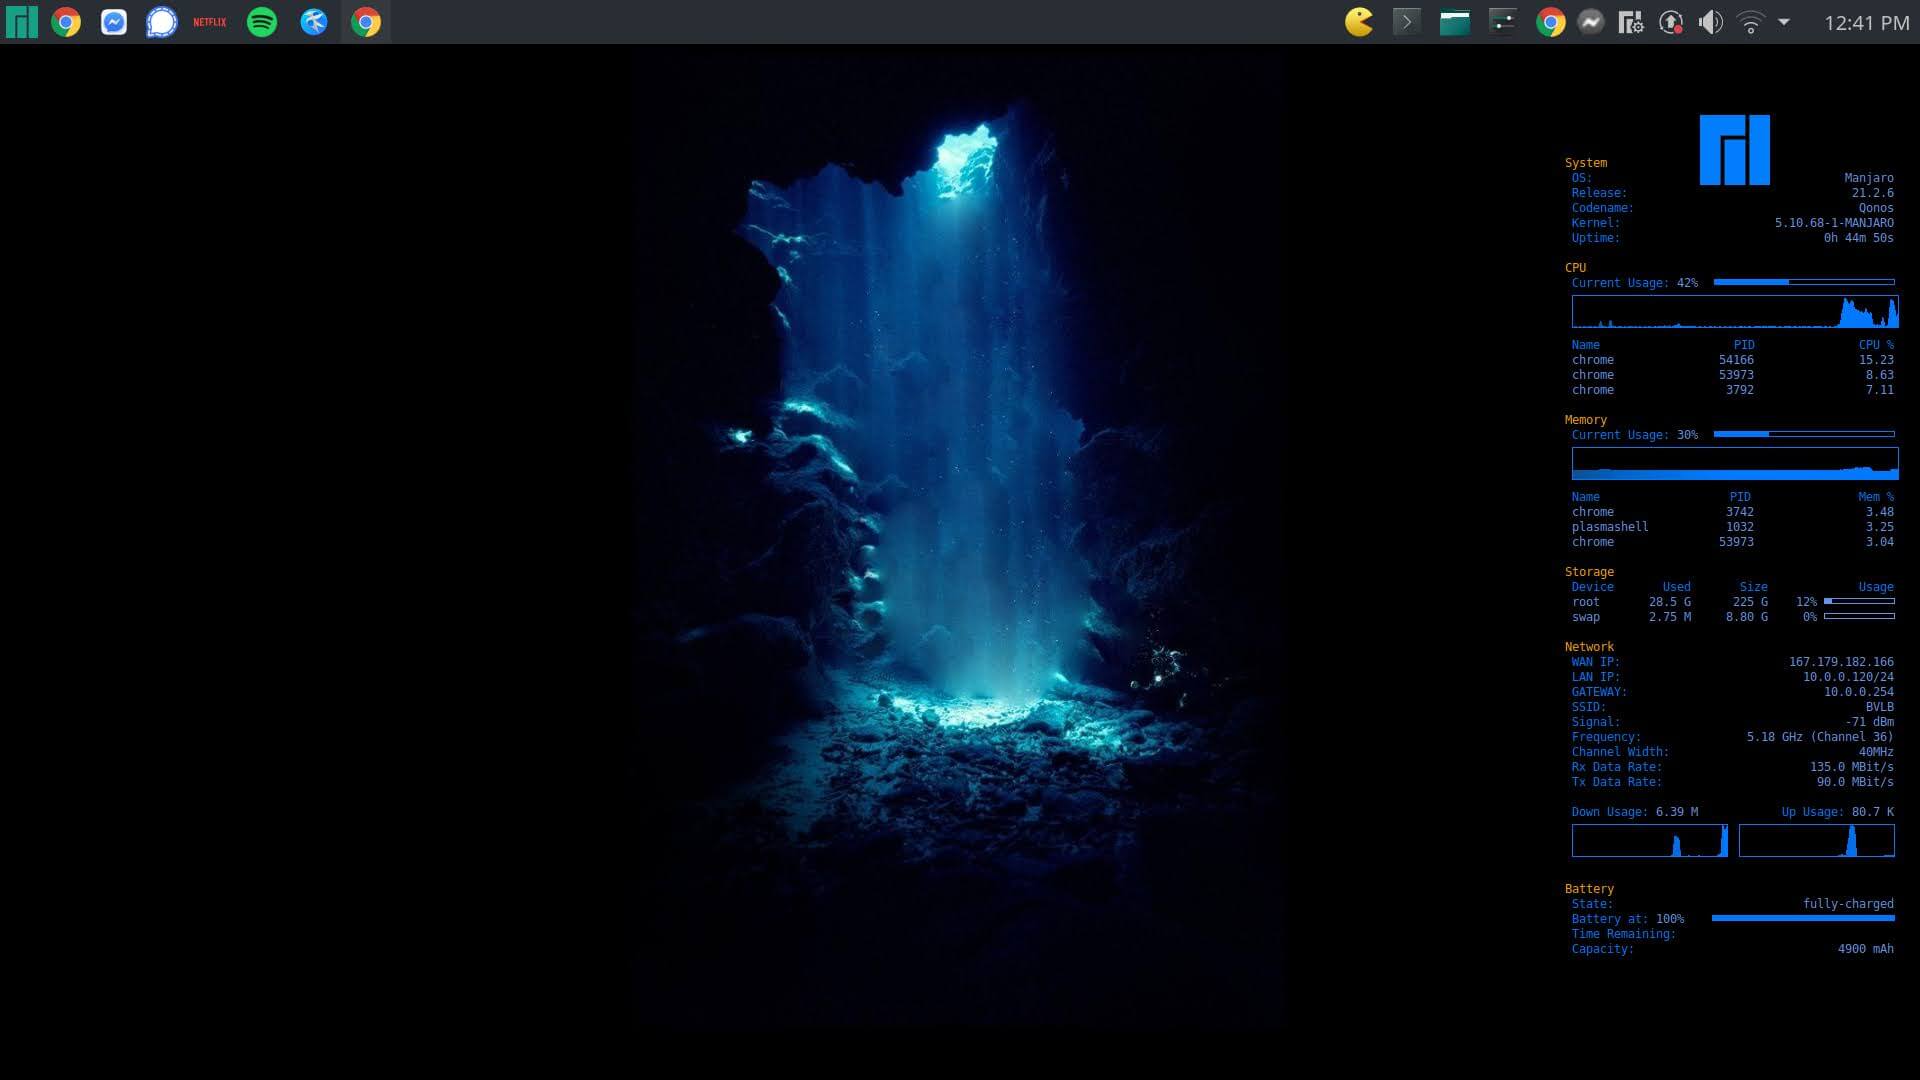 NETFLIX
12:41 PM
System
OS: Manjaro
Release: 21.2.6
Codename: Qonos
Kernel: 5.10.68-1-MANJARO
Uptime: 0h 44m 50s
CPU
Current Usage: 42%
Name PID CPU %
chrome 54166 15.23
chrome 53973 8.63
chrome 3792 7.11
Memory
Current Usage: 30%
Name PID Mem %
chrome 3742 3.48
plasmashell 1032 3.25
chrome 53973 3.04
Storage
Device Used Size Usage
root 28.5 G 225 G 12%
swap 2.75 M 8.80 G 0%
Network
WAN IP: 167.179.182.166
LAN IP: 10.0.0.120/24
GATEWAY: 10.0.0.254
SSID: BVLB
Signal: -71 dBm
Frequency: 5.18 GHz (Channel 36)
Channel Width: 40MHz
Rx Data Rate: 135.0 MBit/s
Tx Data Rate: 90.0 MBit/s
Down Usage: 6.39 M Up Usage: 80.7 K
Battery
State: fully-charged
Battery at: 100%
Time Remaining:
Capacity: 4900 mAh